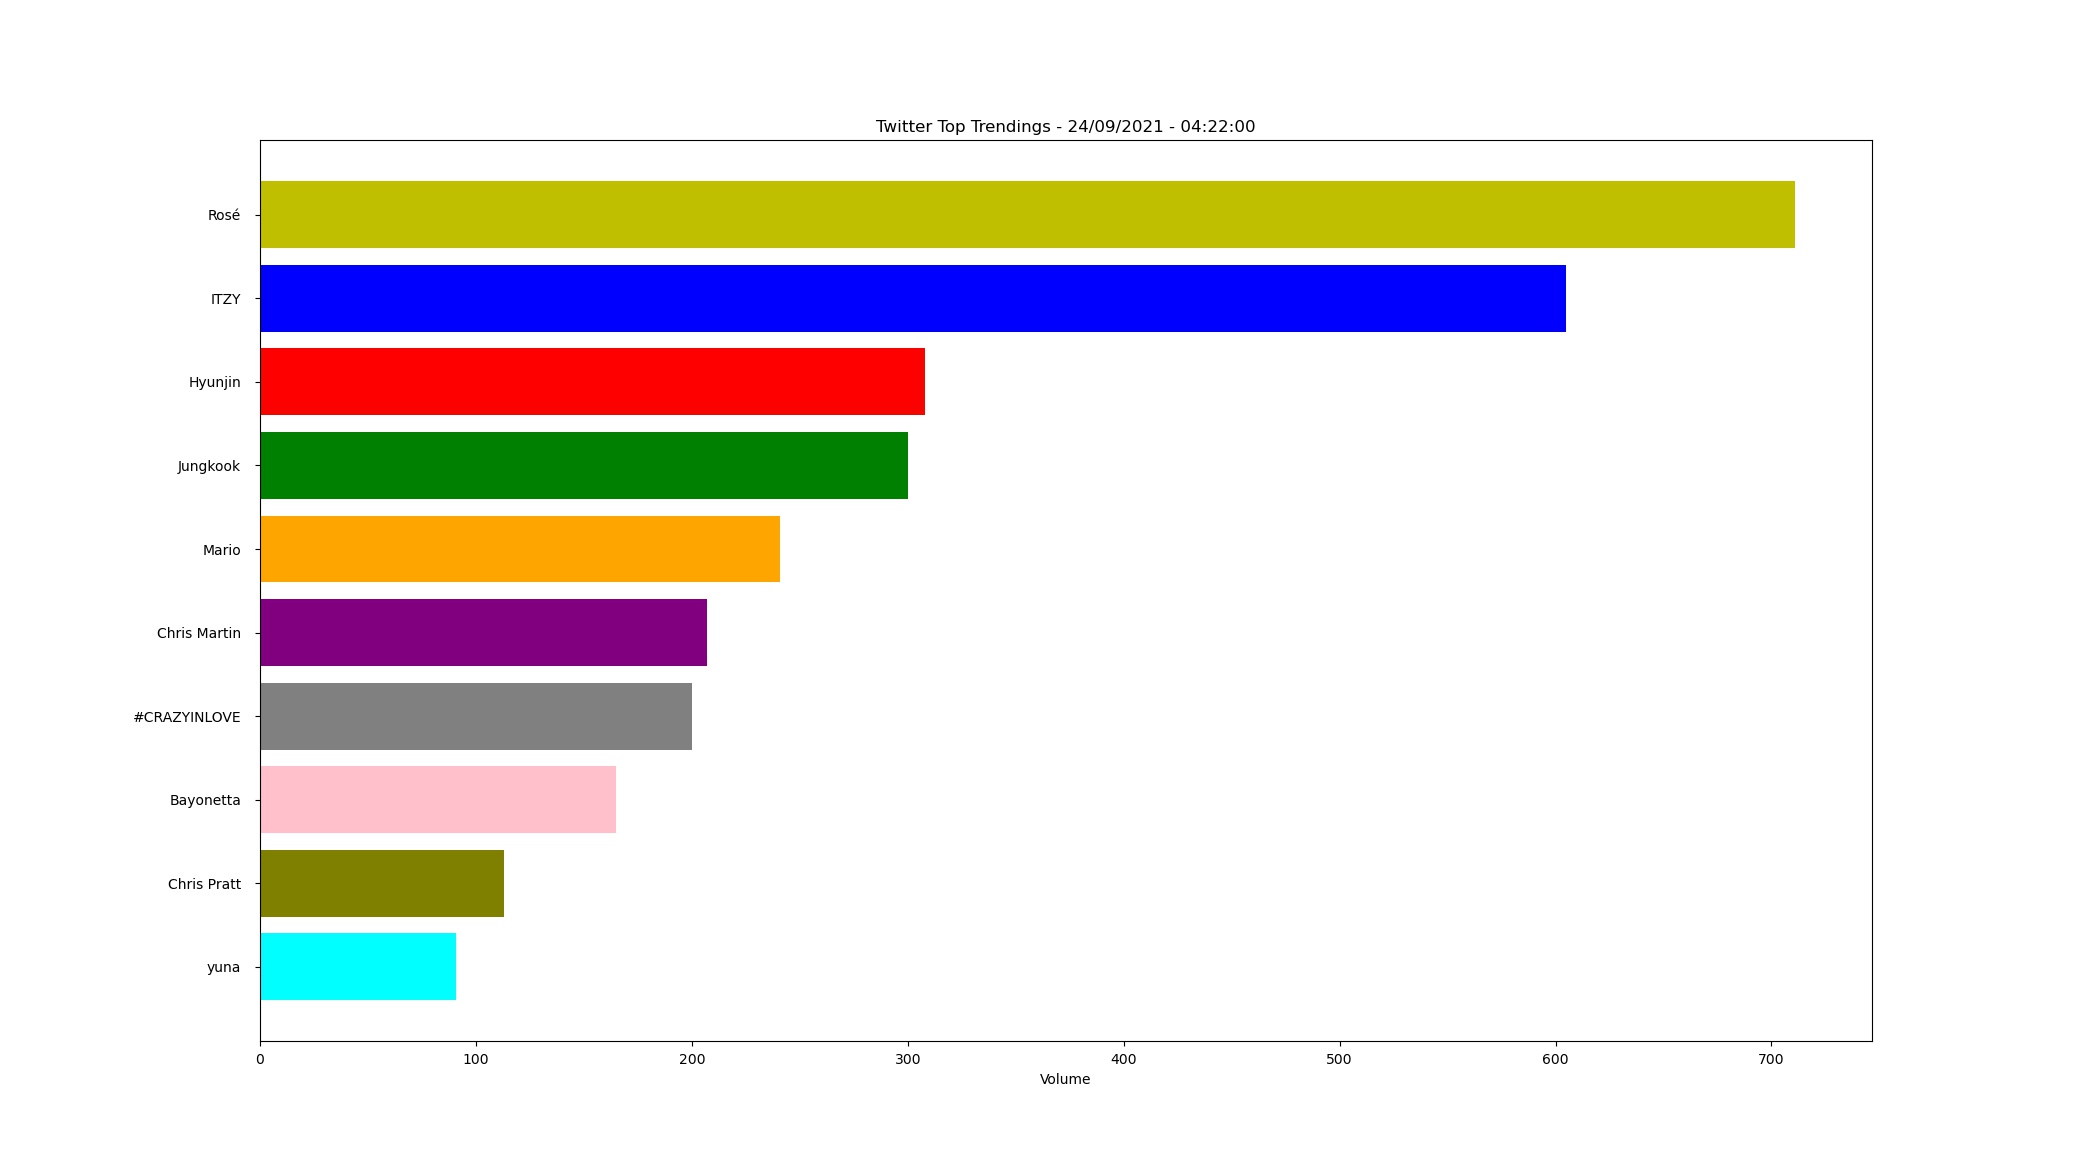 Twitter Top Trendings - 24/09/2021 - 04:22:00
Rosé
ITZY
Hyunjin
Jungkook
Mario
Chris Martin
#CRAZYINLOVE
Bayonetta
Chris Pratt
yuna
0 100 200 300 400 500 600 700
Volume